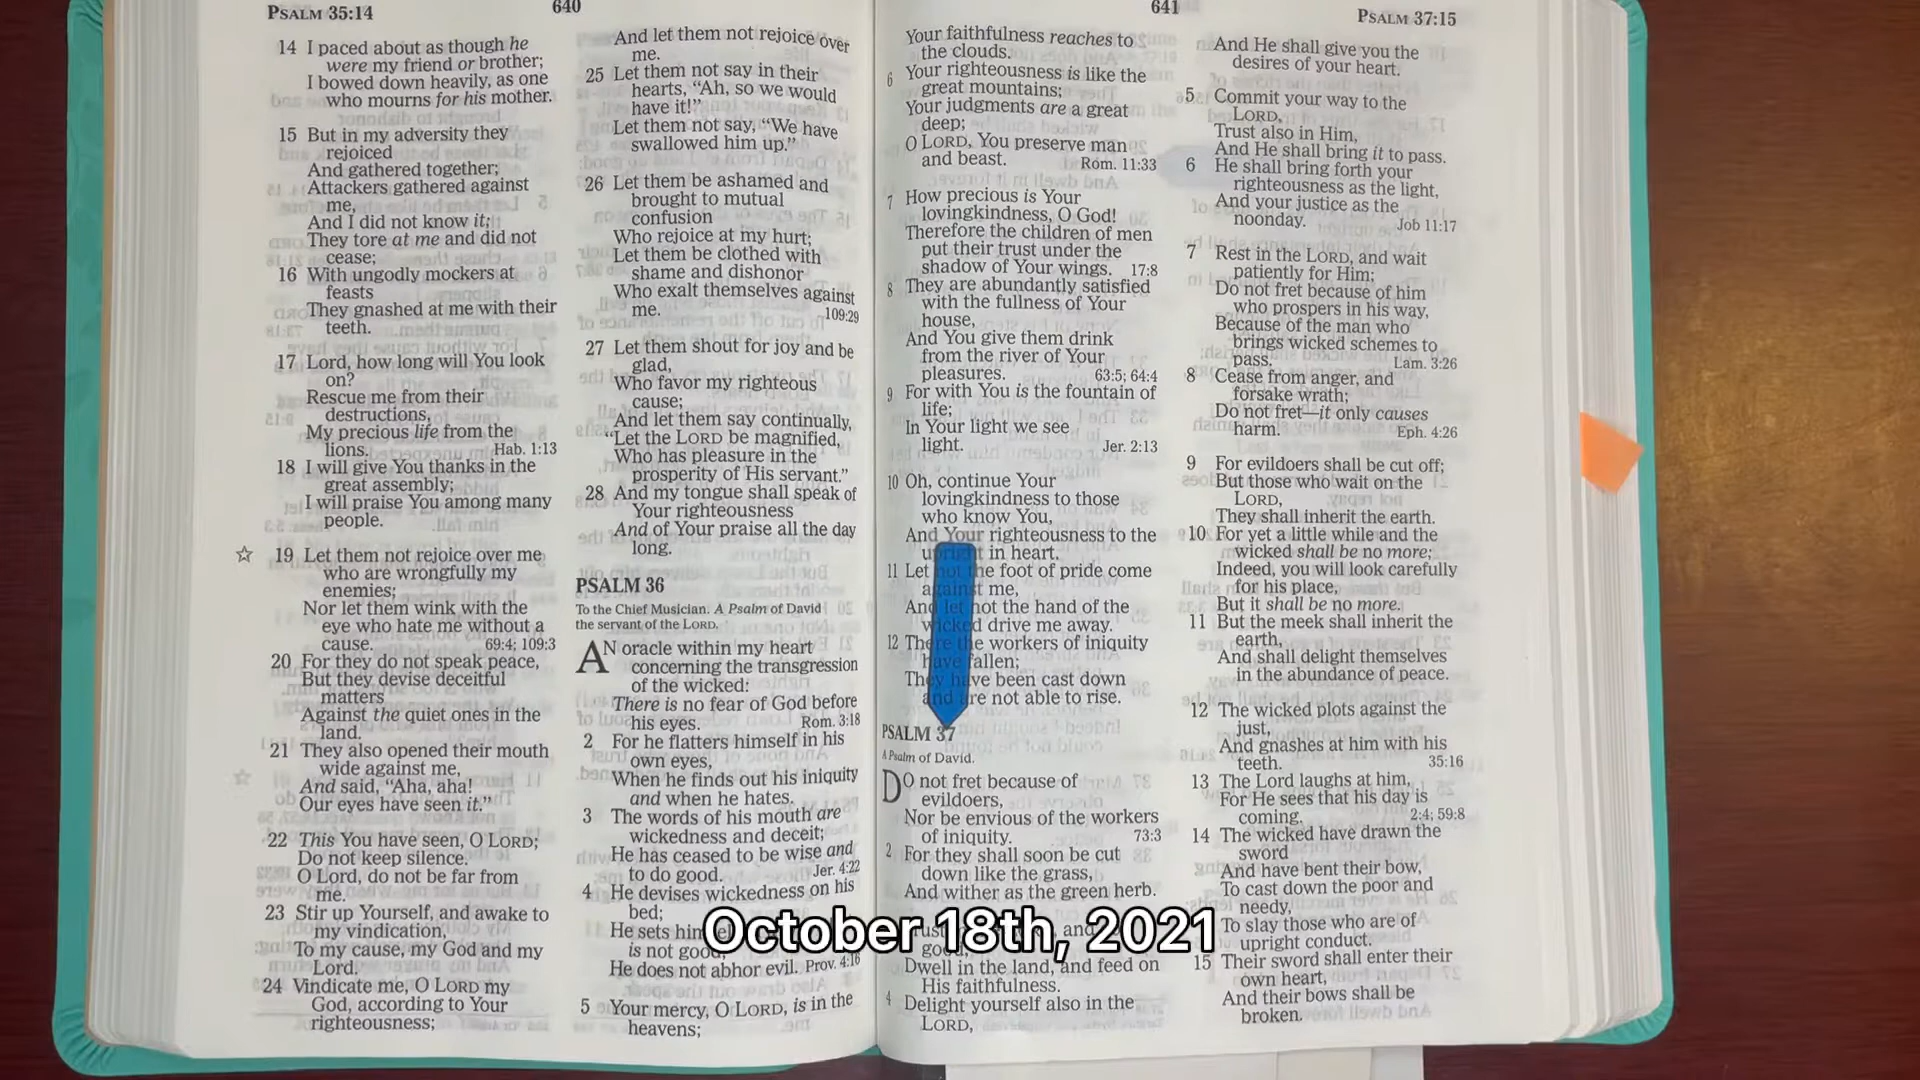 PSALM 35:14
640
14 I paced about as though he
were my friend or brother;
I bowed down heavily, as one
who mourns for his mother.
15 But in my adversity they
rejoiced
And gathered together;
Attackers gathered against
me,
And I did not know it;
They tore at me and did not
cease;
16 With ungodly mockers at
feasts
They gnashed at me with their
teeth.
17 Lord, how long will You look
on?
Rescue me from their
destructions,
My precious life from the
lions. Hab. 1:13
18 I will give You thanks in the
great assembly;
I will praise You among many
people.
☆ 19 Let them not rejoice over me
who are wrongfully my
enemies;
Nor let them wink with the
eye who hate me without a
cause. 69:4; 109:3
20 For they do not speak peace,
But they devise deceitful
matters
Against the quiet ones in the
land.
21 They also opened their mouth
wide against me,
And said, "Aha, aha!
Our eyes have seen it."
22 This You have seen, O LORD;
Do not keep silence.
O Lord, do not be far from
me.
23 Stir up Yourself, and awake to
my vindication,
To my cause, my God and my
Lord.
24 Vindicate me, O LORD my
God, according to Your
righteousness;
And let them not rejoice over
me.
25 Let them not say in their
hearts, "Ah, so we would
have it!"
Let them not say, "We have
swallowed him up."
26 Let them be ashamed and
brought to mutual
confusion
Who rejoice at my hurt;
Let them be clothed with
shame and dishonor
Who exalt themselves against
me. 109:29
27 Let them shout for joy and be
glad,
Who favor my righteous
cause;
And let them say continually,
"Let the LORD be magnified,
Who has pleasure in the
prosperity of His servant."
28 And my tongue shall speak of
Your righteousness
And of Your praise all the day
long.
PSALM 36
To the Chief Musician. A Psalm of David
the servant of the LORD.
AN oracle within my heart
concerning the transgression
of the wicked:
There is no fear of God before
his eyes. Rom. 3:18
2 For he flatters himself in his
own eyes,
When he finds out his iniquity
and when he hates.
3 The words of his mouth are
wickedness and deceit;
He has ceased to be wise and
to do good. Jer. 4:22
4 He devises wickedness on his
bed;
He sets
is not good;
He does not abhor evil. Prov. 4:16
5 Your mercy, O LORD, is in the
heavens;
641
PSALM 37:15
Your faithfulness reaches to
the clouds.
6 Your righteousness is like the
great mountains;
Your judgments are a great
deep;
O LORD, You preserve man
and beast. Rom. 11:33
7 How precious is Your
lovingkindness, O God!
Therefore the children of men
put their trust under the
shadow of Your wings. 17:8
8 They are abundantly satisfied
with the fullness of Your
house,
And You give them drink
from the river of Your
pleasures. 63:5; 64:4
9 For with You is the fountain of
life;
In Your light we see
light. Jer. 2:13
10 Oh, continue Your
lovingkindness to those
who know You,
And Your righteousness to the
upright in heart.
11 Let not the foot of pride come
against me,
And let not the hand of the
wicked drive me away.
12 There the workers of iniquity
have fallen;
They have been cast down
and are not able to rise.
PSALM 37
A Psalm of David.
DO not fret because of
evildoers,
Nor be envious of the workers
of iniquity. 73:3
2 For they shall soon be cut
down like the grass,
And wither as the green herb.
Dwell in the land, and feed on
His faithfulness.
4 Delight yourself also in the
LORD,
And He shall give you the
desires of your heart.
5 Commit your way to the
LORD,
Trust also in Him,
And He shall bring it to pass.
6 He shall bring forth your
righteousness as the light,
And your justice as the
noonday. Job 11:17
7 Rest in the LORD, and wait
patiently for Him;
Do not fret because of him
who prospers in his way,
Because of the man who
brings wicked schemes to
pass. Lam. 3:26
8 Cease from anger, and
forsake wrath;
Do not fret—it only causes
harm. Eph. 4:26
9 For evildoers shall be cut off;
But those who wait on the
LORD,
They shall inherit the earth.
10 For yet a little while and the
wicked shall be no more;
Indeed, you will look carefully
for his place,
But it shall be no more.
11 But the meek shall inherit the
earth,
And shall delight themselves
in the abundance of peace.
12 The wicked plots against the
just,
And gnashes at him with his
teeth. 35:16
13 The Lord laughs at him,
For He sees that his day is
coming. 2:4; 59:8
14 The wicked have drawn the
sword
And have bent their bow,
To cast down the poor and
needy,
To slay those who are of
upright conduct.
15 Their sword shall enter their
own heart,
And their bows shall be
broken.
October 18th, 2021